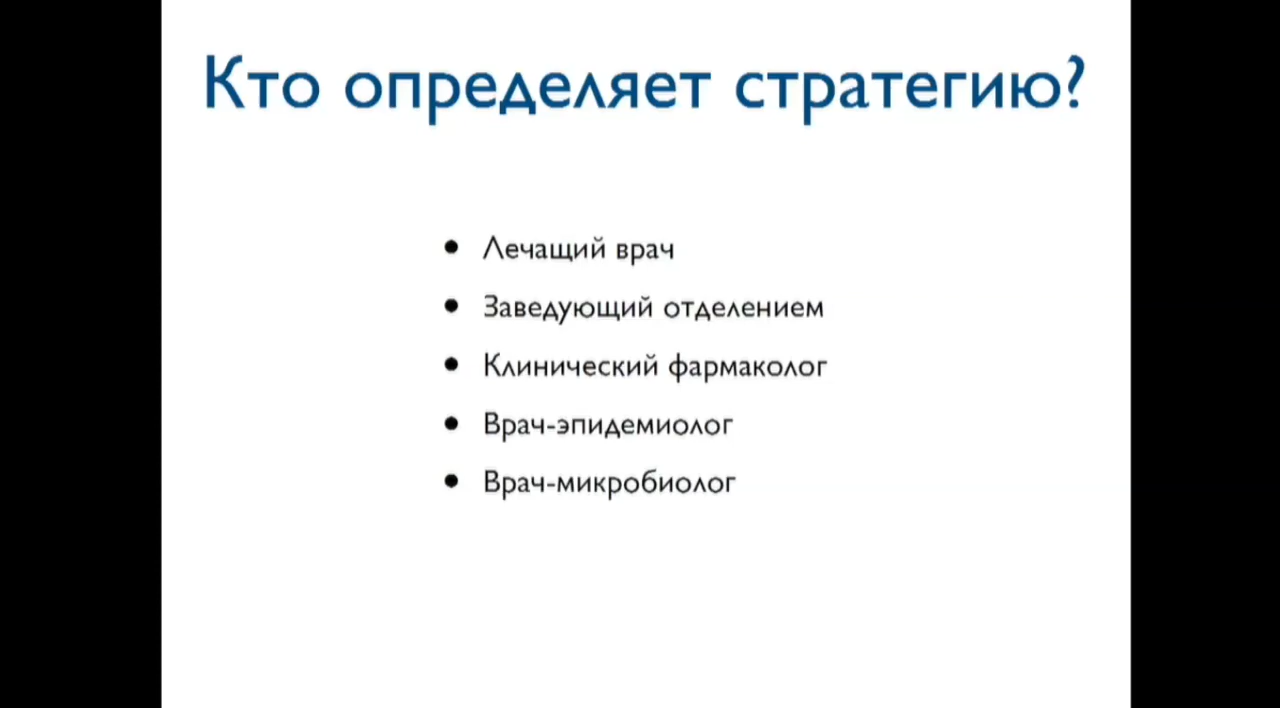 Кто определяет стратегию?
• Лечащий врач
• Заведующий отделением
• Клинический фармаколог
• Врач-эпидемиолог
• Врач-микробиолог